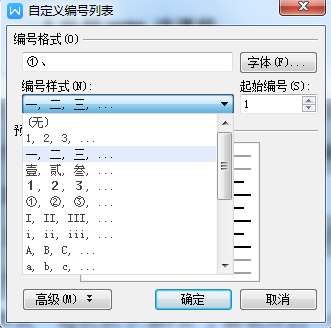 自定义编号列表
编号格式(O)
①、
字体(F)...
编号样式(N):
起始编号(S):
一, 二, 三, ...
1
(无)
1, 2, 3, ...
一, 二, 三, ...
壹, 贰, 叁, ...
１, ２, ３, ...
①, ②, ③, ...
I, II, III, ...
i, ii, iii, ...
A, B, C, ...
a, b, c, ...
高级(M)
确定
取消